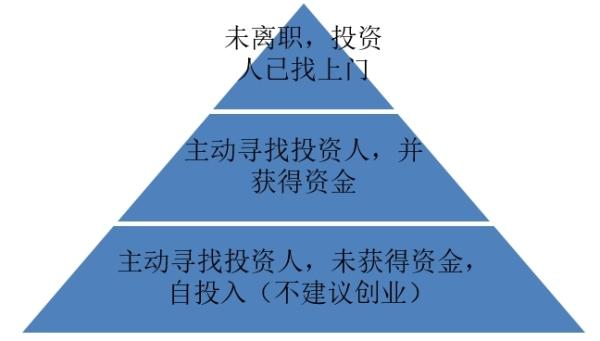 未离职，投资
人已找上门
主动寻找投资人，并
获得资金
主动寻找投资人，未获得资金，
自投入（不建议创业）